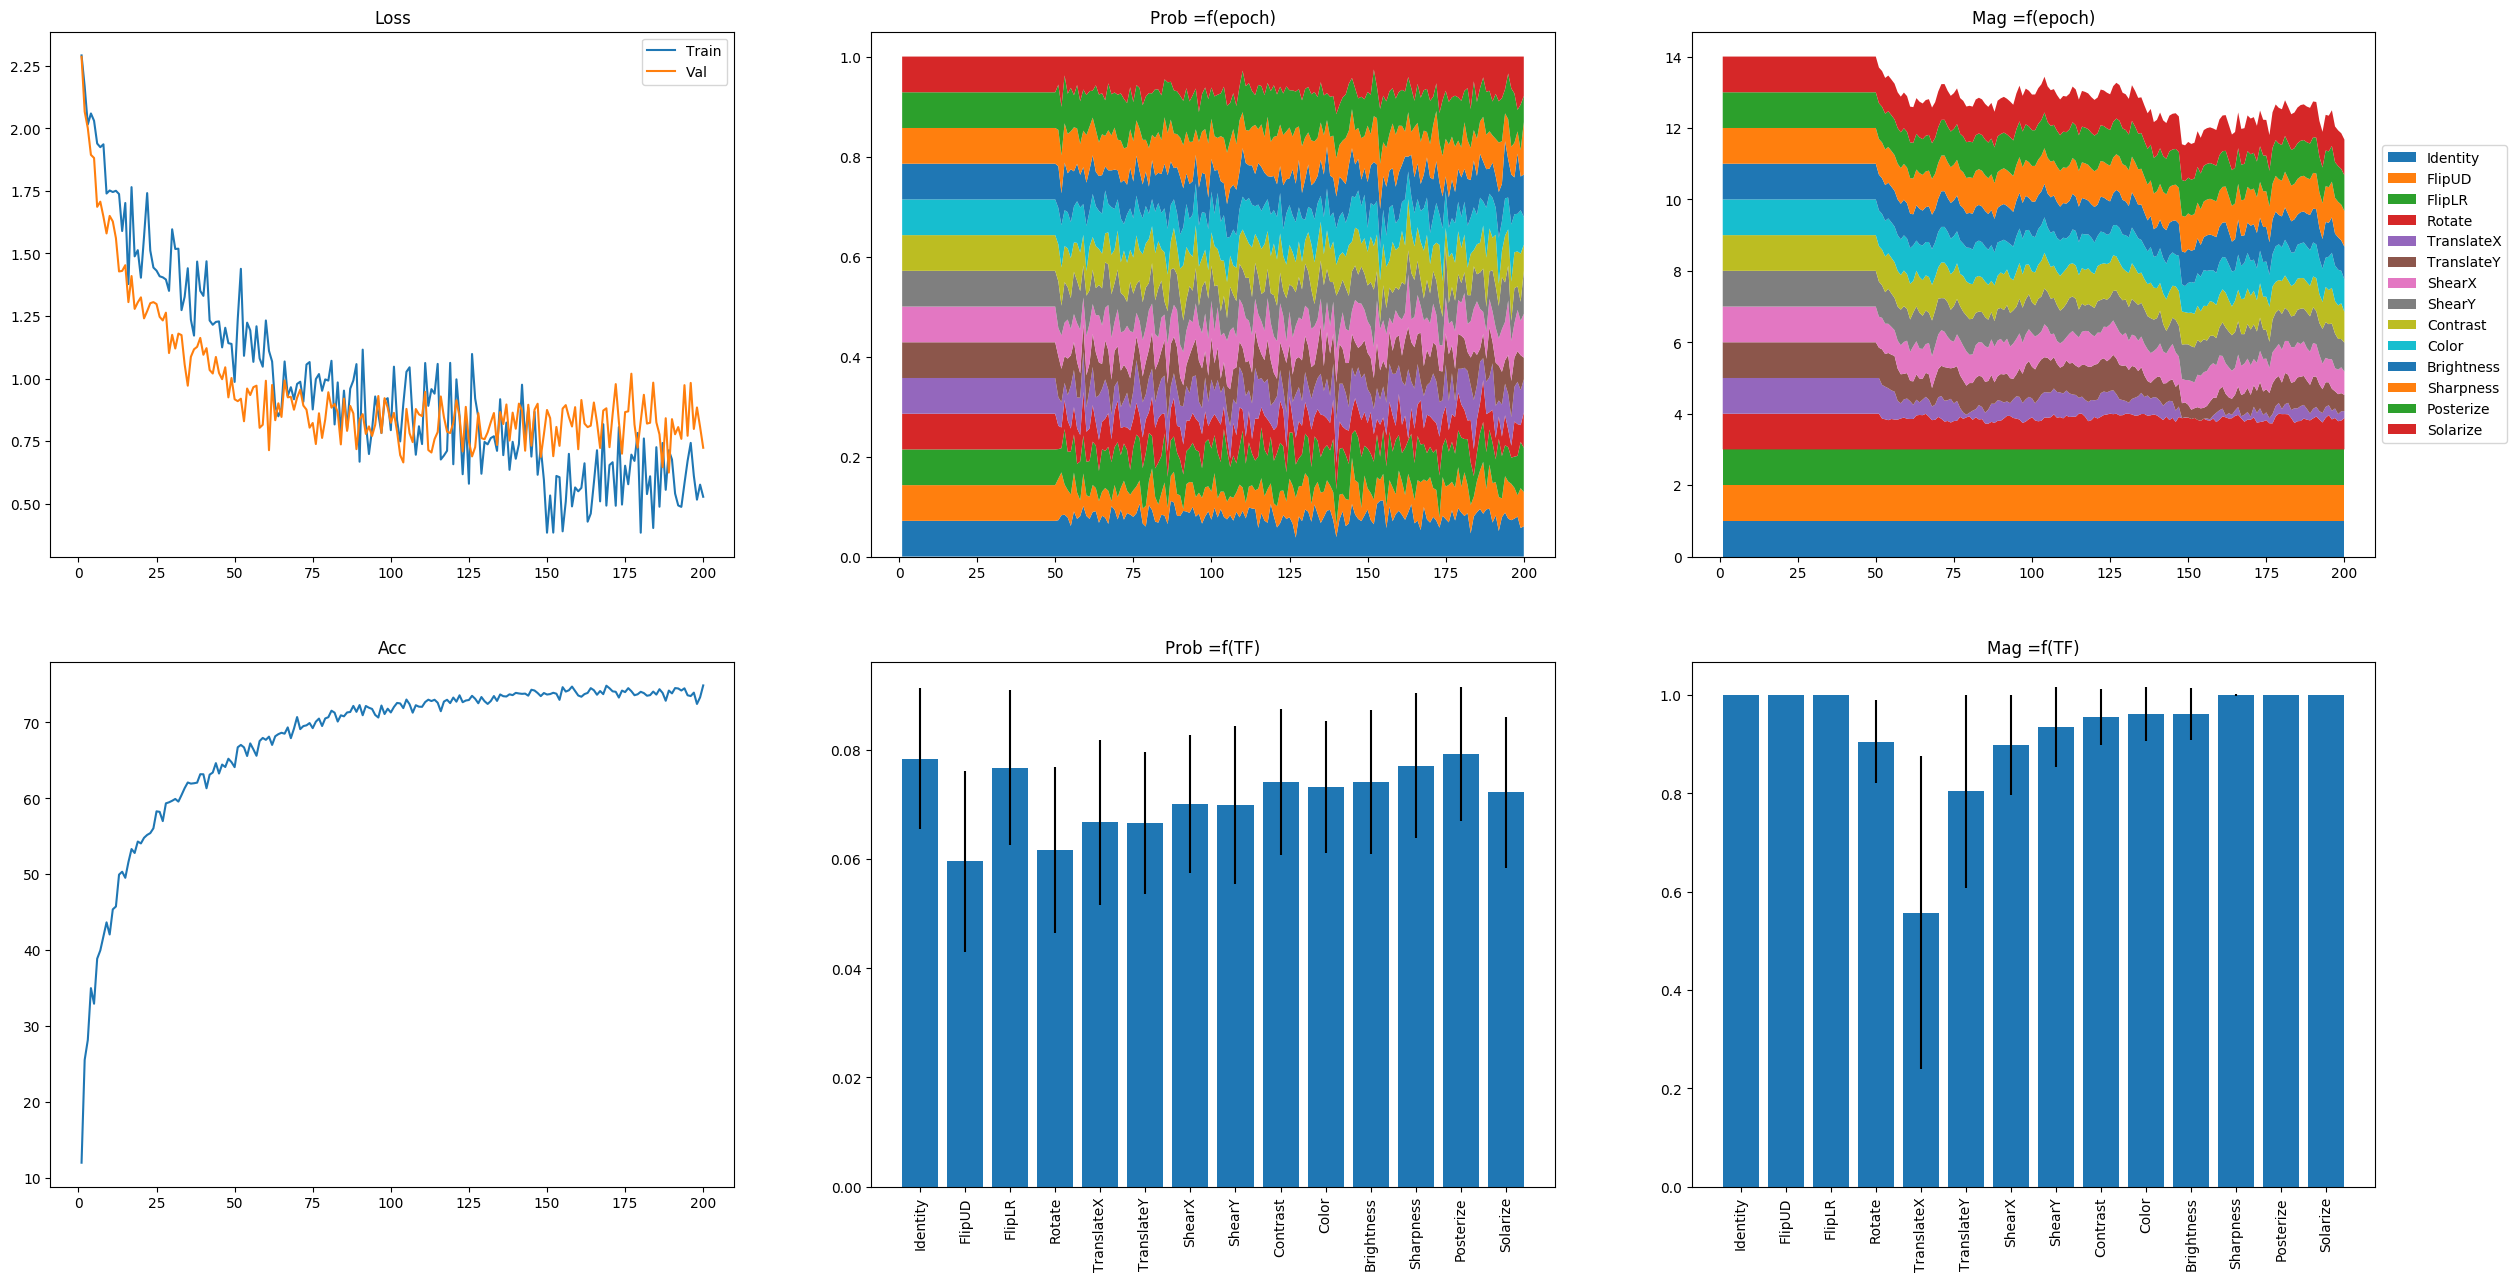 Loss
2.25
2.00
1.75
1.50
1.25
1.00
0.75
0.50
0 25 50 75 100 125 150 175 200
Train
Val
Prob =f(epoch)
1.0
0.8
0.6
0.4
0.2
0.0
0 25 50 75 100 125 150 175 200
Mag =f(epoch)
14
12
10
8
6
4
2
0
0 25 50 75 100 125 150 175 200
Identity
FlipUD
FlipLR
Rotate
TranslateX
TranslateY
ShearX
ShearY
Contrast
Color
Brightness
Sharpness
Posterize
Solarize
Acc
70
60
50
40
30
20
10
0 25 50 75 100 125 150 175 200
Prob =f(TF)
0.08
0.06
0.04
0.02
0.00
Identity
FlipUD
FlipLR
Rotate
TranslateX
TranslateY
ShearX
ShearY
Contrast
Color
Brightness
Sharpness
Posterize
Solarize
Mag =f(TF)
1.0
0.8
0.6
0.4
0.2
0.0
Identity
FlipUD
FlipLR
Rotate
TranslateX
TranslateY
ShearX
ShearY
Contrast
Color
Brightness
Sharpness
Posterize
Solarize